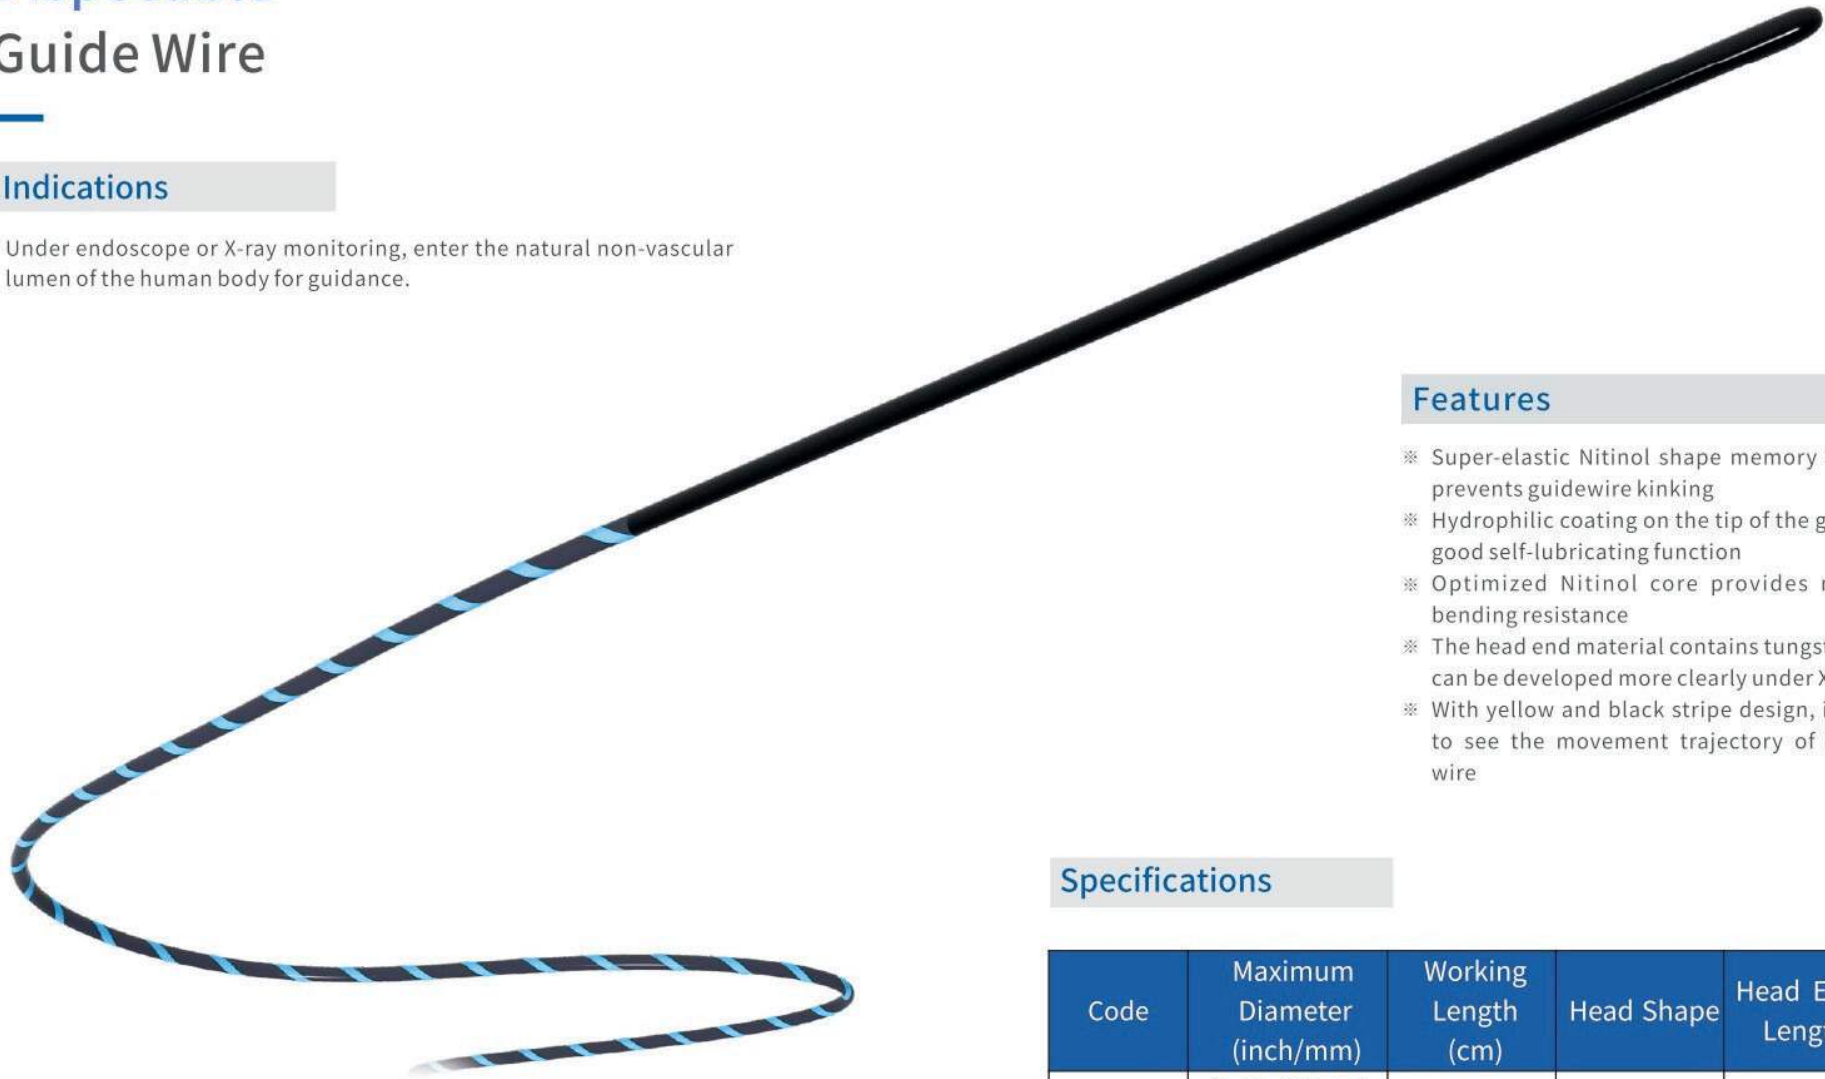 Guide Wire
Indications
Under endoscope or X-ray monitoring, enter the natural non-vascular
lumen of the human body for guidance.
Features
※ Super-elastic Nitinol shape memory
prevents guidewire kinking
※ Hydrophilic coating on the tip of the
good self-lubricating function
※ Optimized Nitinol core provides
bending resistance
※ The head end material contains
can be developed more clearly under
※ With yellow and black stripe design,
to see the movement trajectory of
wire
Specifications
Code
Maximum
Diameter
(inch/mm)
Working
Length
(cm)
Head Shape
Head